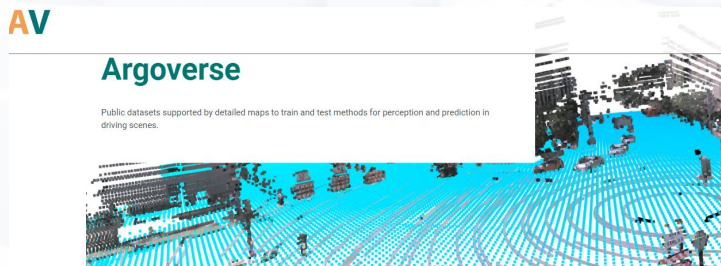 AV
Argoverse
Public datasets supported by detailed maps to train and test methods for perception and prediction in
driving scenes.